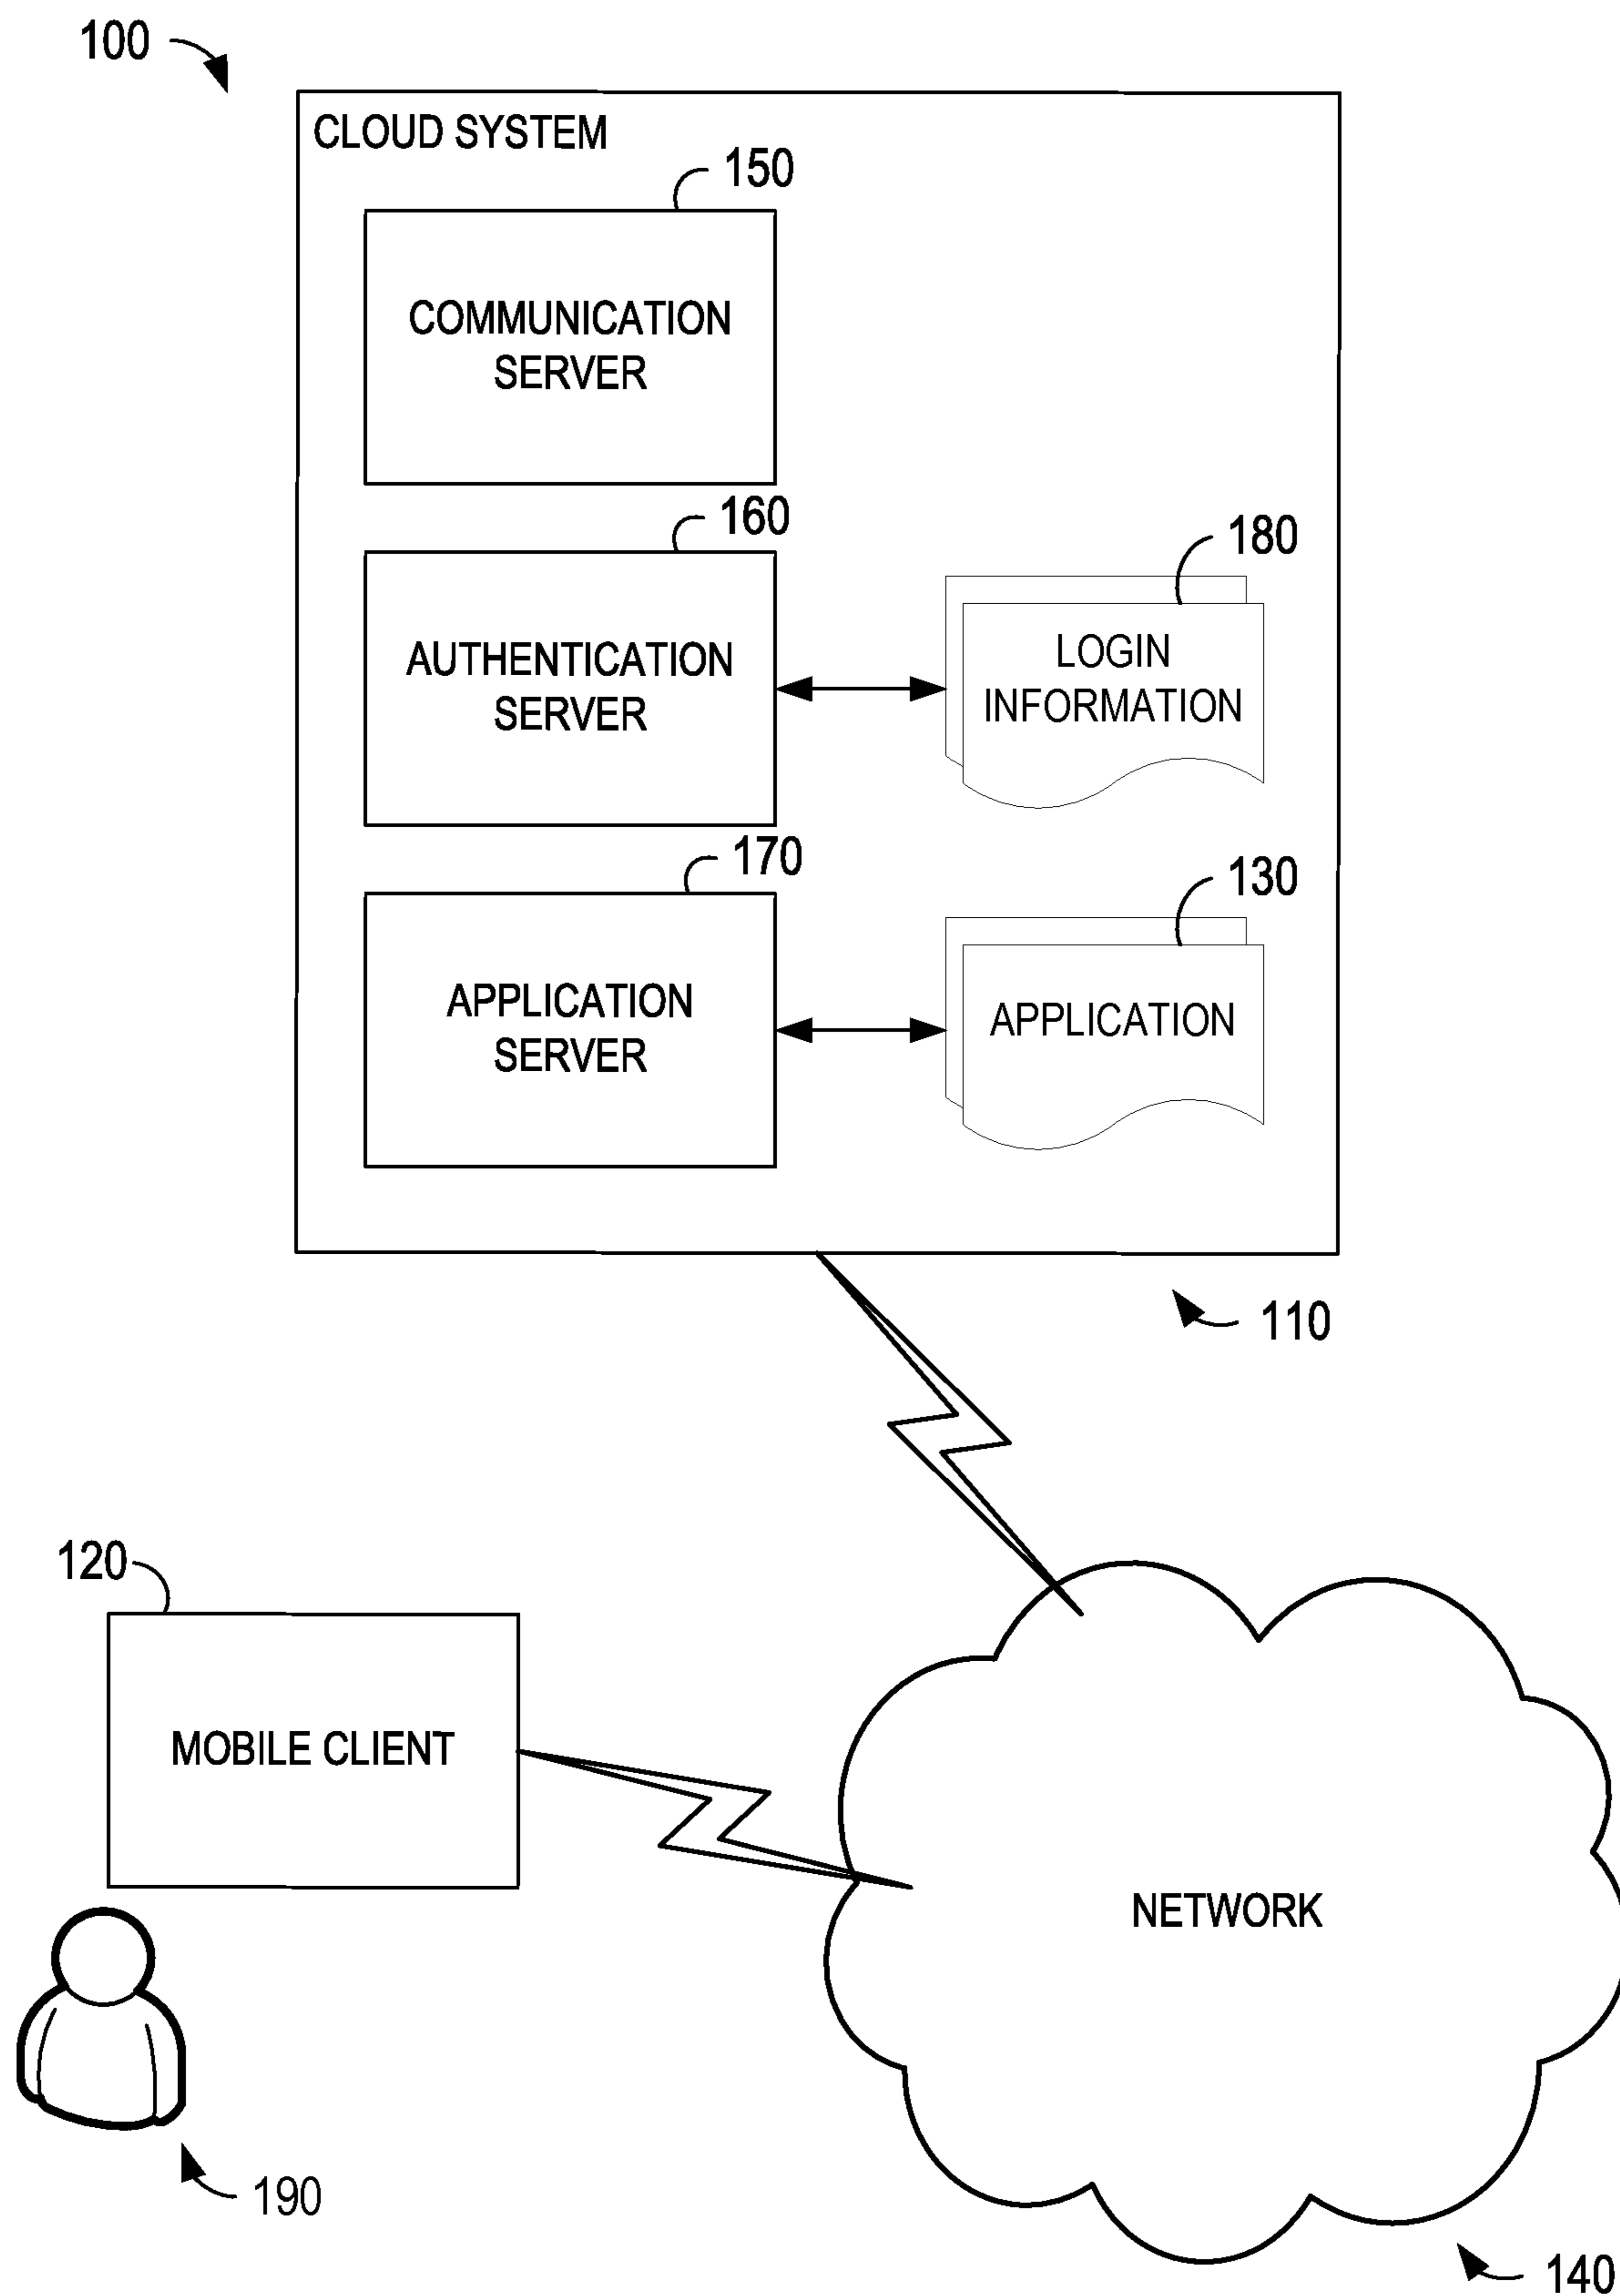 100
CLOUD SYSTEM
150
COMMUNICATION
SERVER
160
AUTHENTICATION
SERVER
180
LOGIN
INFORMATION
170
APPLICATION
SERVER
130
APPLICATION
110
120
MOBILE CLIENT
NETWORK
190
140